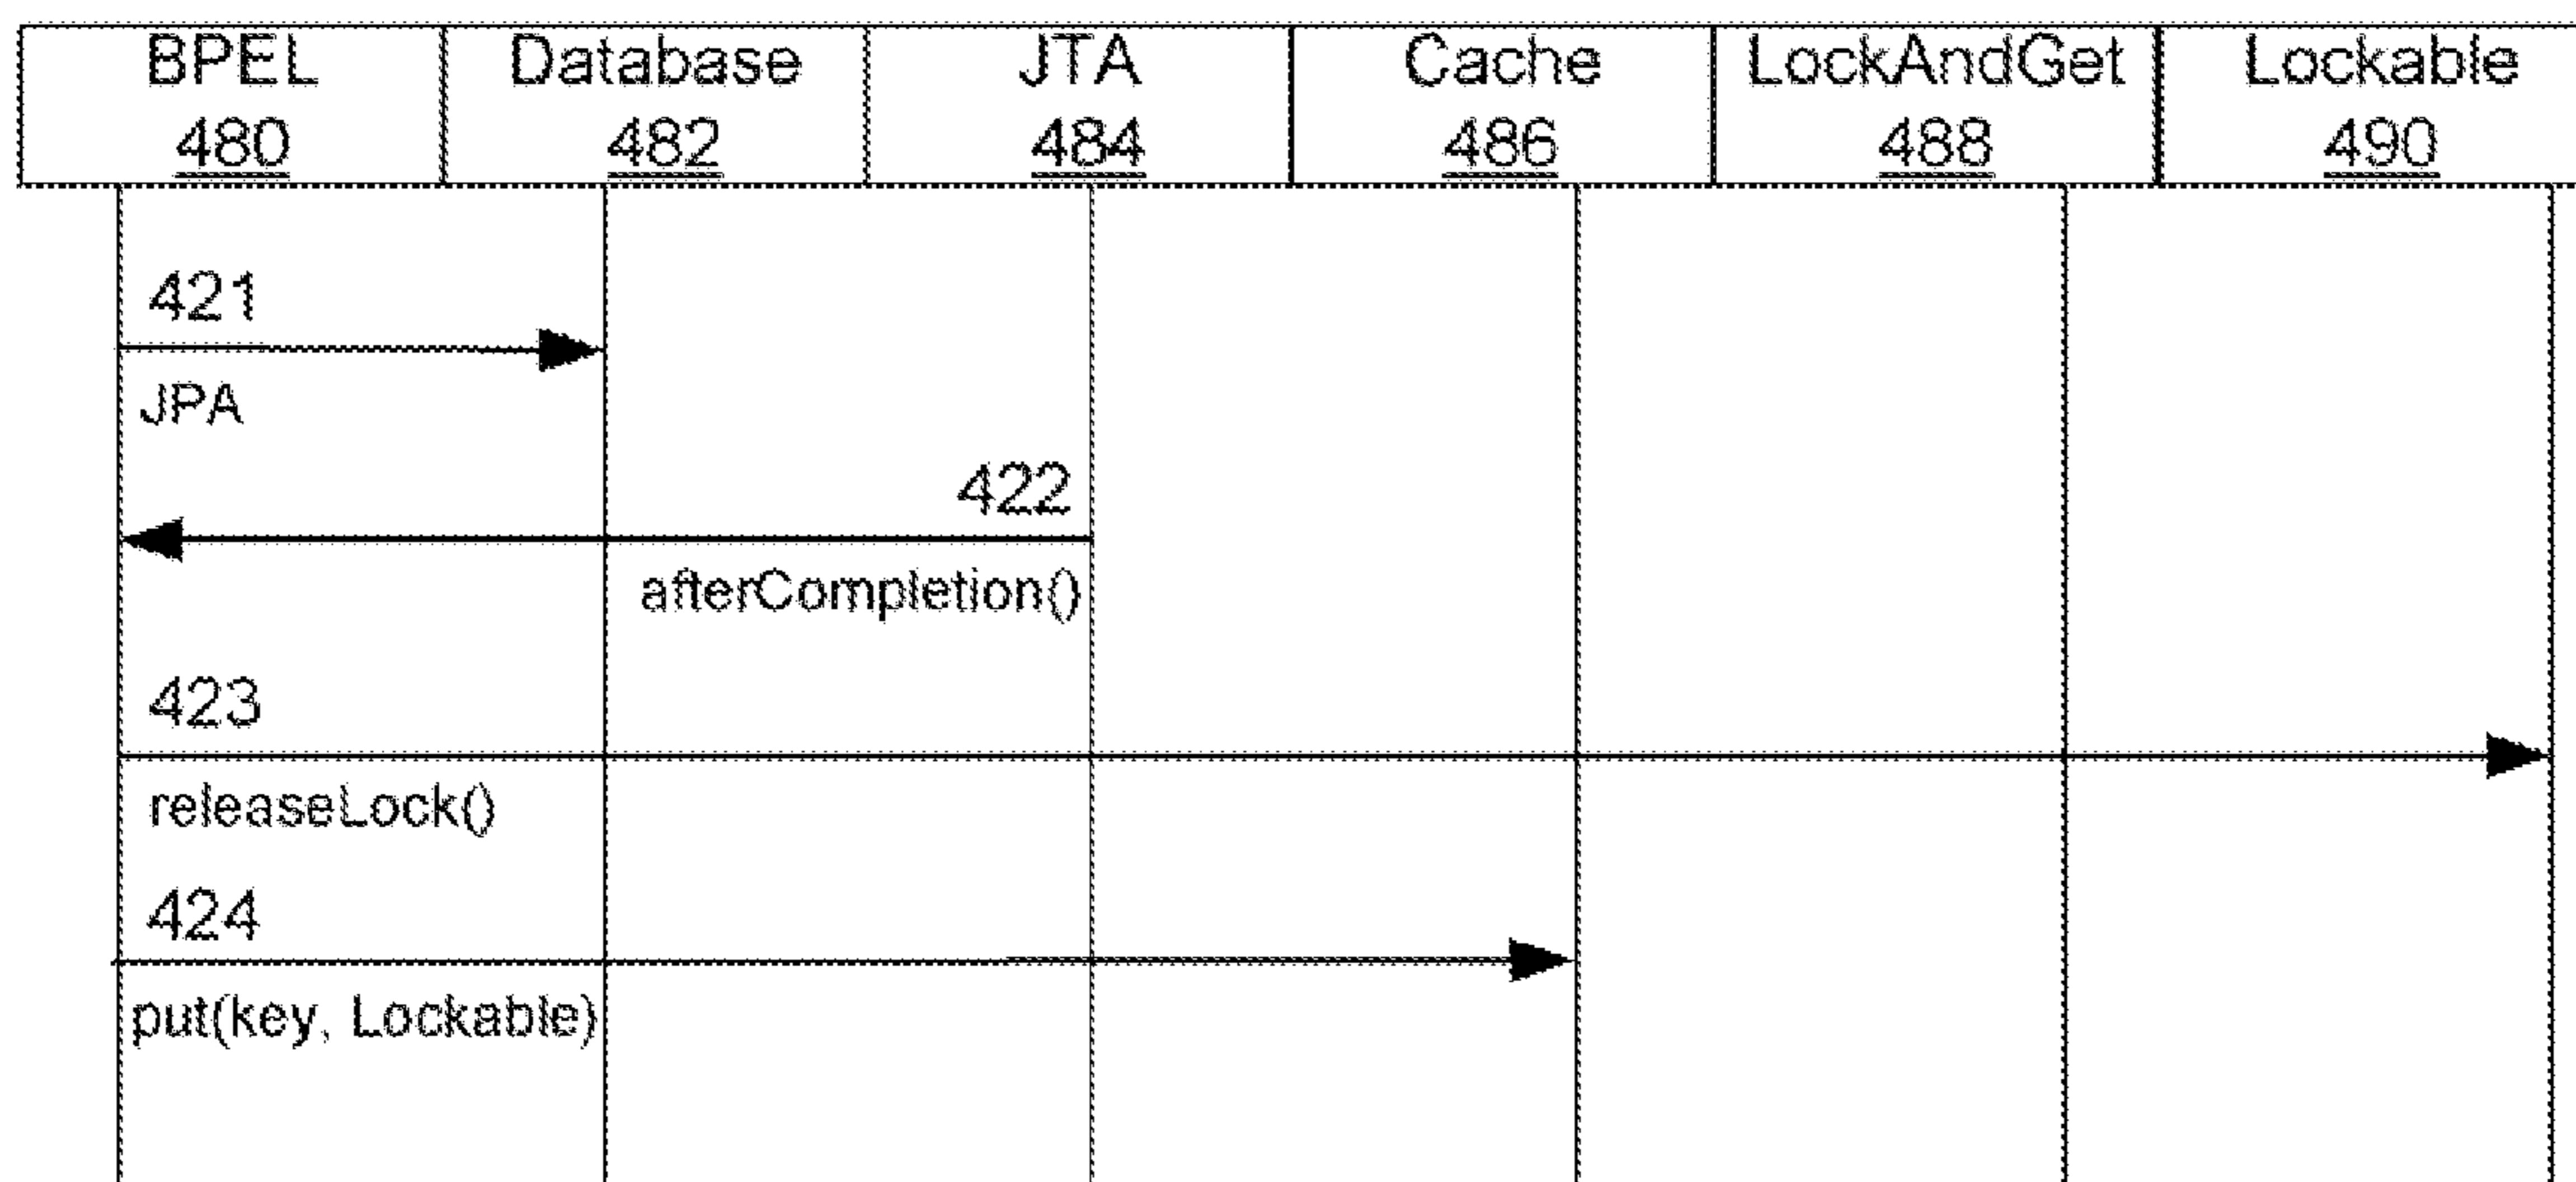 BPEL Database JTA Cache LockAndGet Lockable
480 482 484 486 488 490
421
JPA
422
afterCompletion()
423
releaseLock()
424
put(key, Lockable)